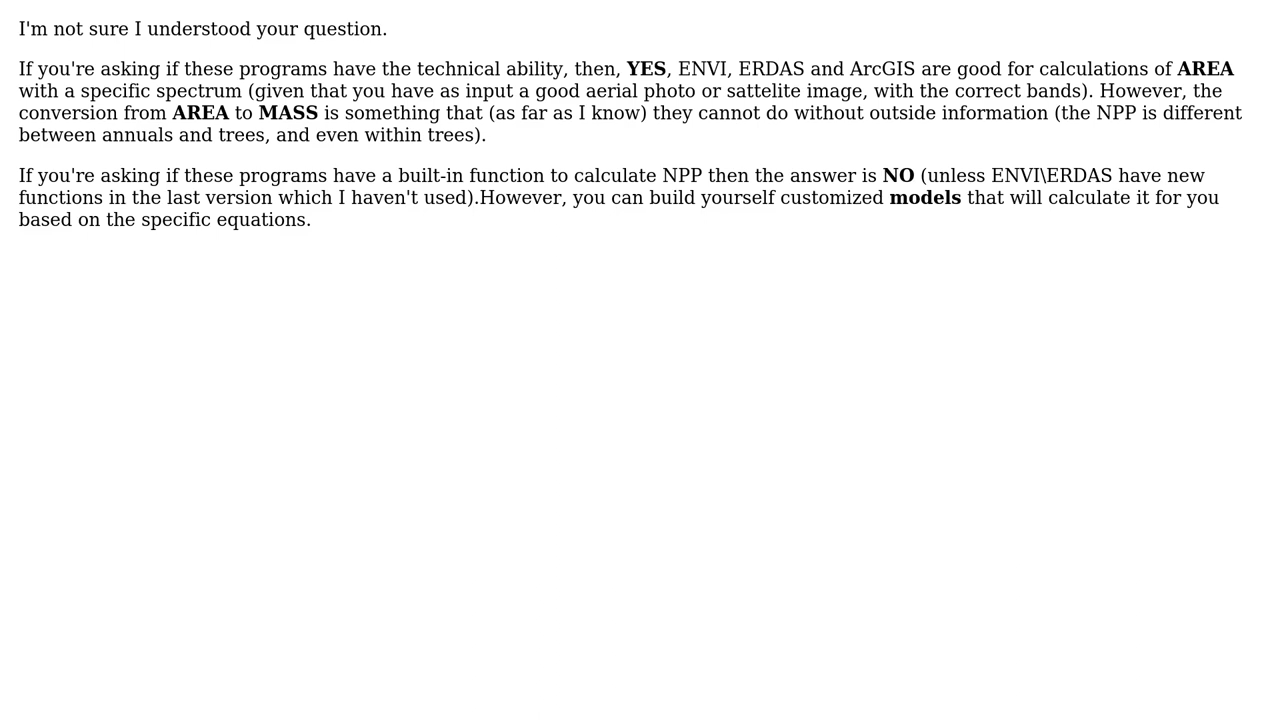 I'm not sure I understood your question.
If you're asking if these programs have the technical ability, then, YES, ENVI, ERDAS and ArcGIS are good for calculations of AREA
with a specific spectrum (given that you have as input a good aerial photo or sattelite image, with the correct bands). However, the
conversion from AREA to MASS is something that (as far as I know) they cannot do without outside information (the NPP is different
between annuals and trees, and even within trees).
If you're asking if these programs have a built-in function to calculate NPP then the answer is NO (unless ENVI\ERDAS have new
functions in the last version which I haven't used).However, you can build yourself customized models that will calculate it for you
based on the specific equations.